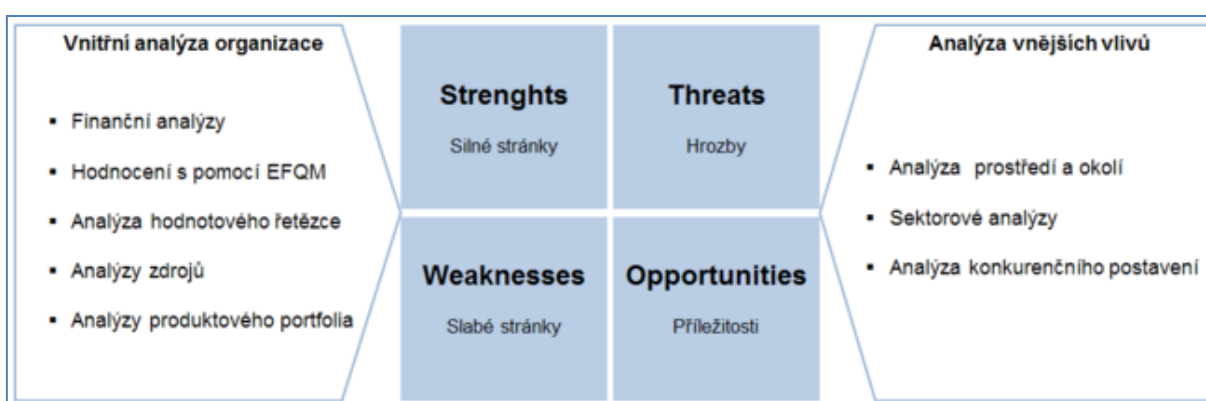 Vnitřní analýza organizace
▪ Finanční analýzy
▪ Hodnocení s pomocí EFQM
▪ Analýza hodnotového řetězce
▪ Analýzy zdrojů
▪ Analýzy produktového portfolia
Strenghts
Silné stránky
Threats
Hrozby
Weaknesses
Slabé stránky
Opportunities
Příležitosti
Analýza vnějších vlivů
▪ Analýza prostředí a okolí
▪ Sektorové analýzy
▪ Analýza konkurenčního postavení